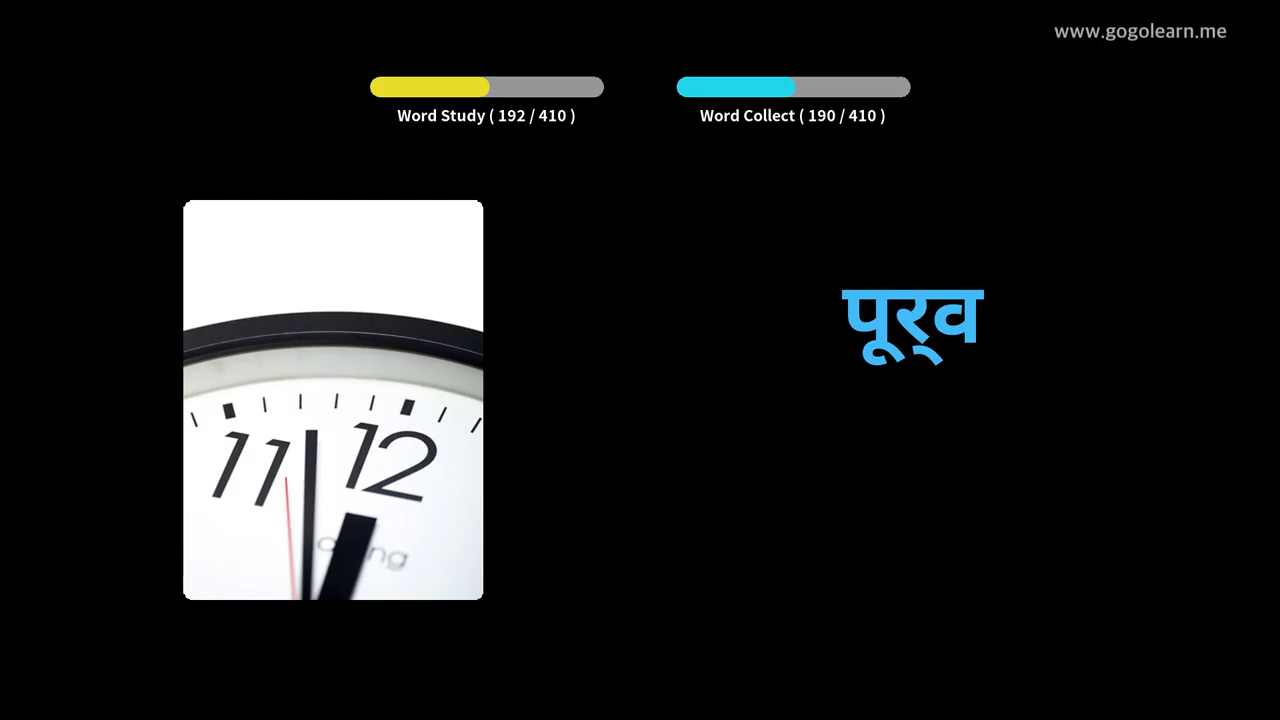 www.gogolearn.me
Word Study ( 192 / 410 )
Word Collect ( 190 / 410 )
11 12
पूर्‌व